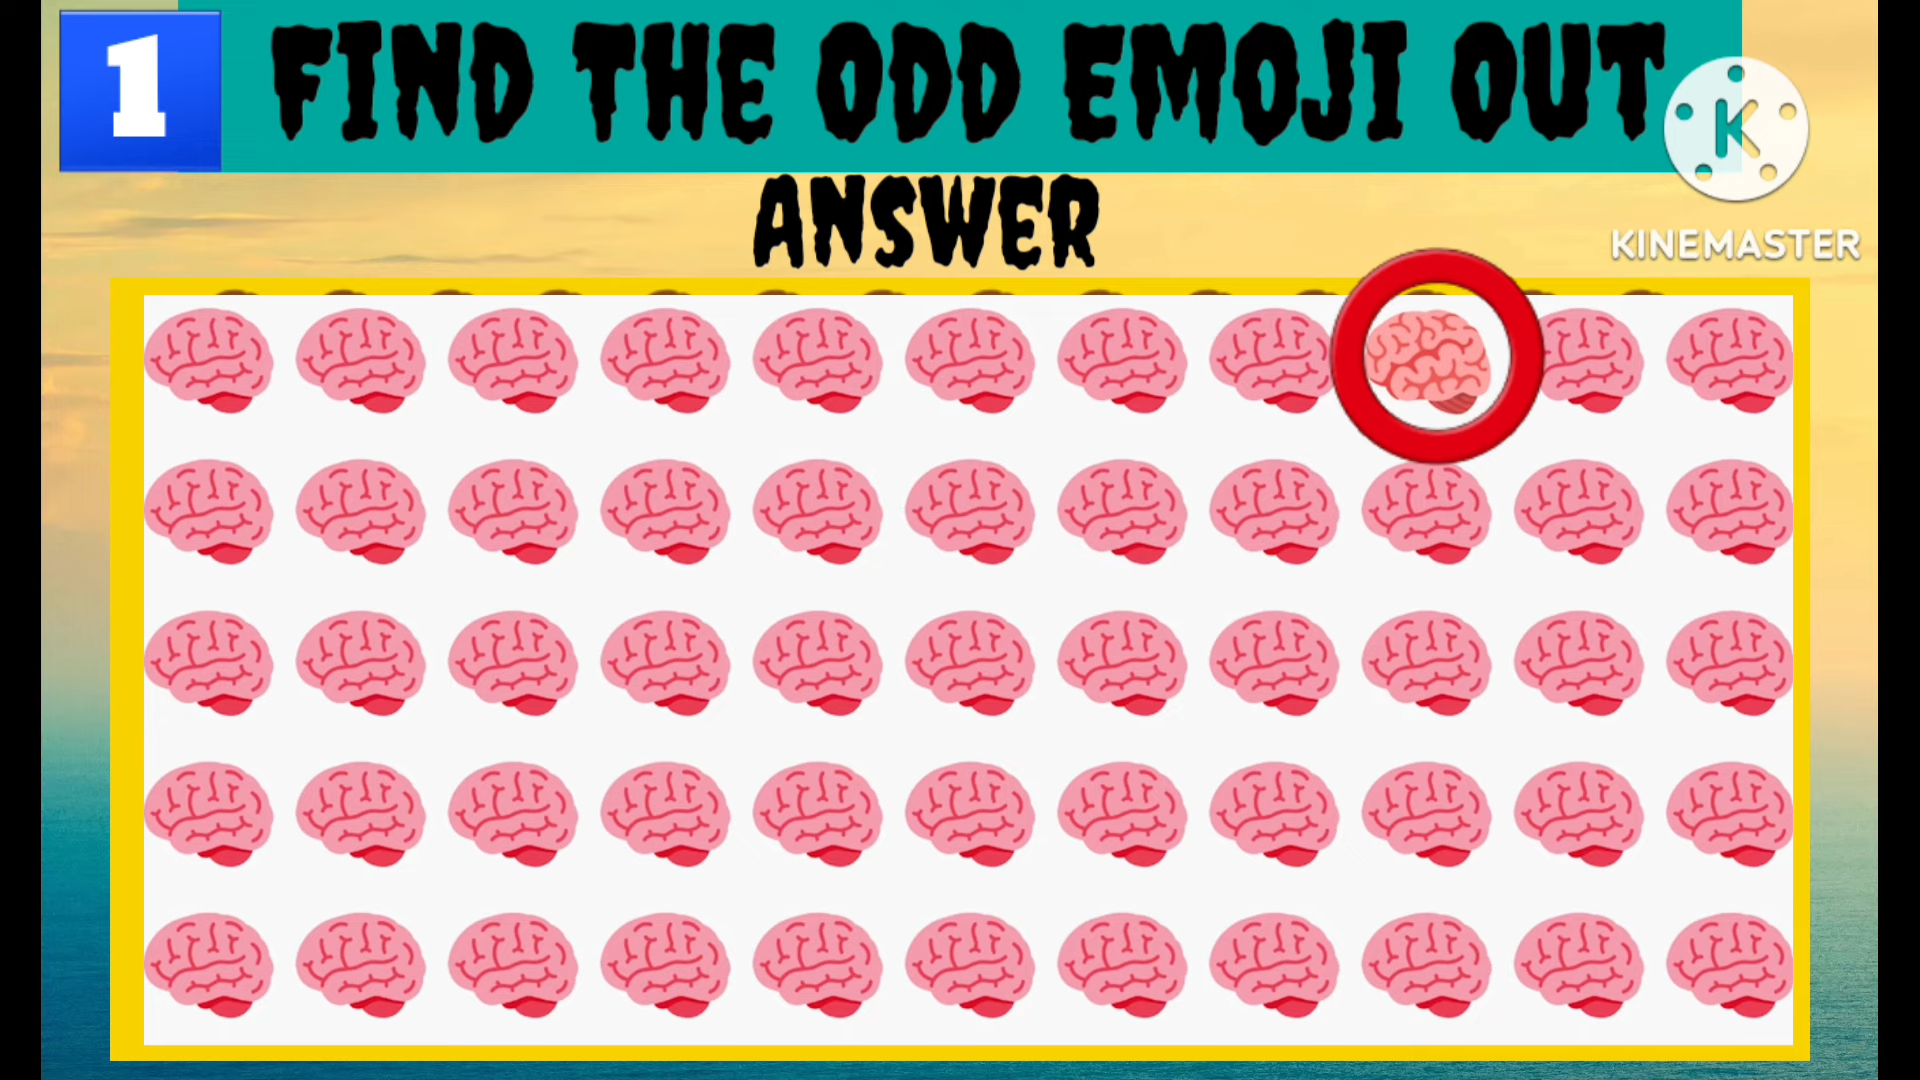 1
FIND THE ODD EMOJI OUT
K
KINEMASTER
ANSWER